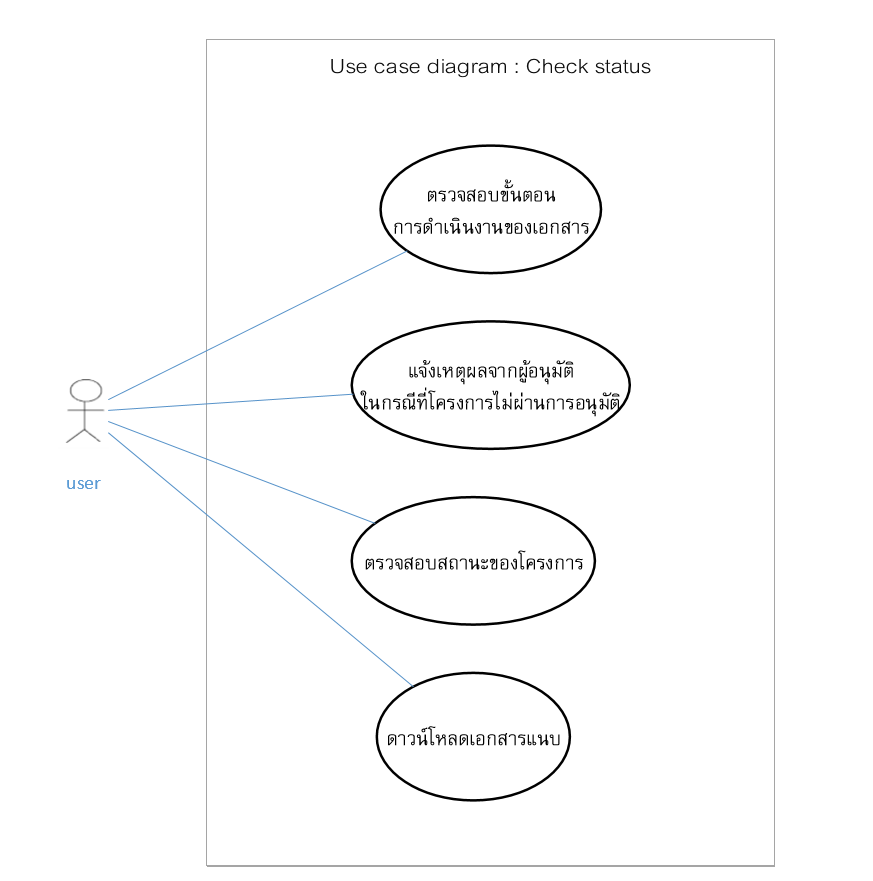 Use case diagram : Check status
ตรวจสอบขั้นตอน
การดำเนินงานของเอกสาร
แจ้งเหตุผลจากผู้อนุมัติ
ในกรณีที่โครงการไม่ผ่านการอนุมัติ
user
ตรวจสอบสถานะของโครงการ
ดาวน์โหลดเอกสารแนบ